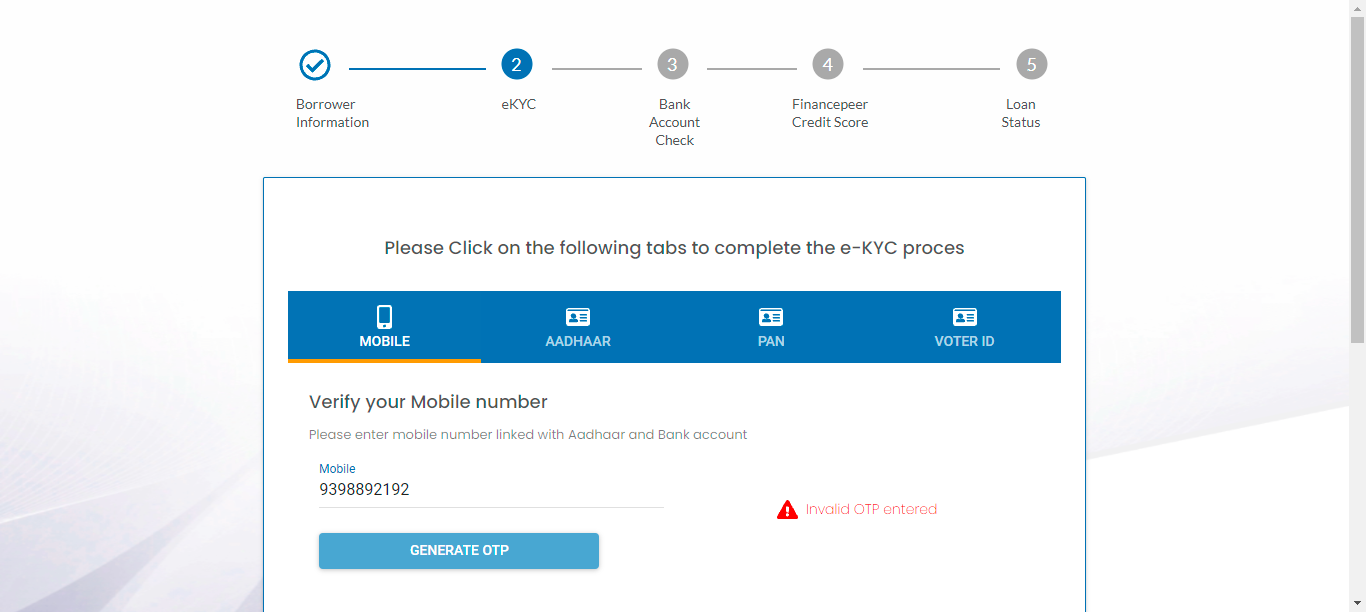 2 3 4 5
Borrower eKYC Bank Financepeer Loan
Information Account Credit Score Status
Check
Please Click on the following tabs to complete the e-KYC proces
MOBILE AADHAAR PAN VOTER ID
Verify your Mobile number
Please enter mobile number linked with Aadhaar and Bank account
Mobile
9398892192
Invalid OTP entered
GENERATE OTP